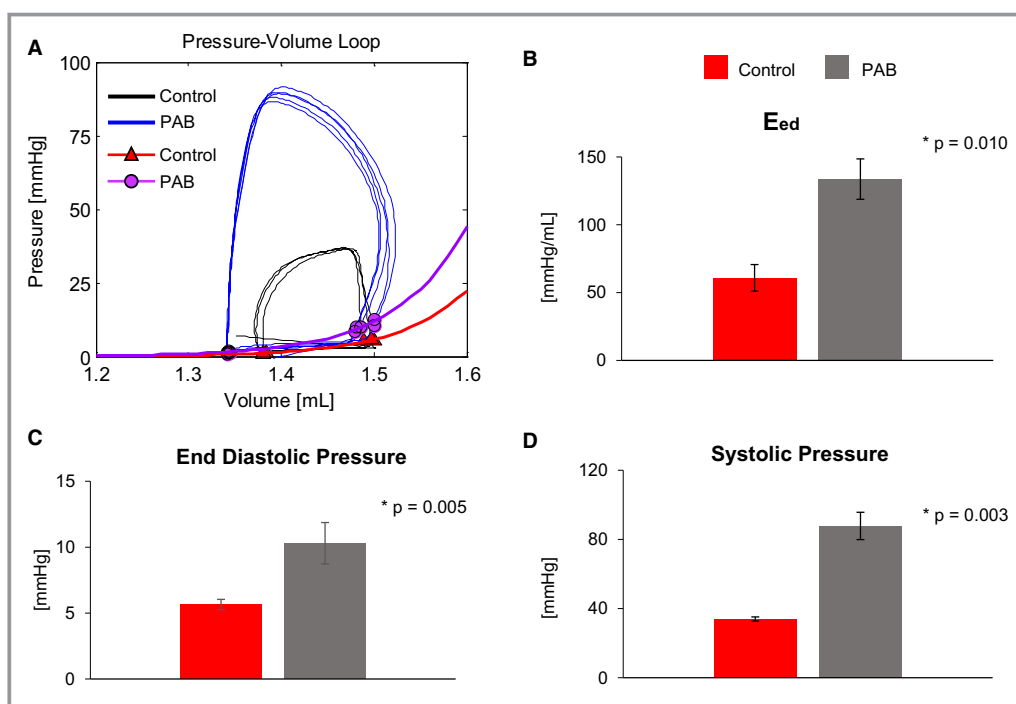 A
Pressure-Volume Loop
Pressure [mmHg]
100
75
50
25
0
Control
PAB
Control
PAB
1.2 1.3 1.4 1.5 1.6
Volume [mL]
B
Control PAB
Eed
* p = 0.010
[mmHg/mL]
150
100
50
0
C
End Diastolic Pressure
* p = 0.005
[mmHg]
15
10
5
0
D
Systolic Pressure
* p = 0.003
[mmHg]
120
80
40
0